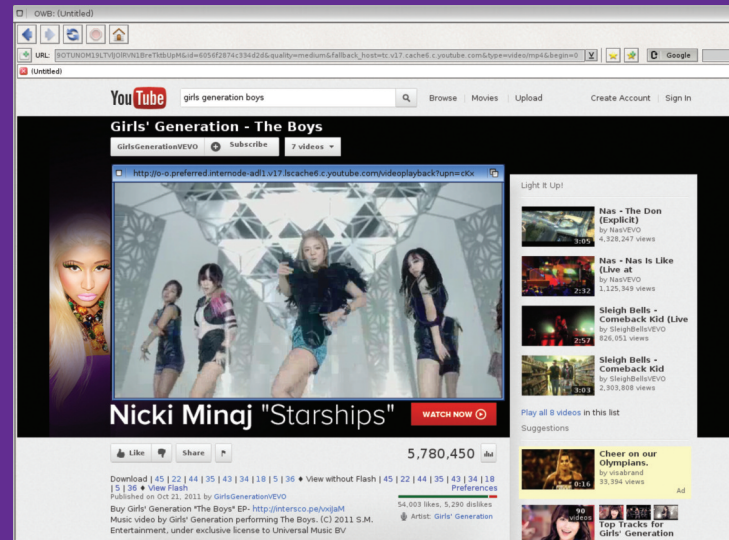 OWB: (Untitled)
URL: 9OTUNOM19LTVlJOlRVN1BreTktbUpM&id=6056f2874c334d2d&quality=medium&fallback_host=tc.v17.cache6.c.youtube.com&type=video/mp4&begin=0
Google
(Untitled)
YouTube girls generation boys Browse | Movies | Upload Create Account | Sign In
Girls' Generation - The Boys
GirlsGenerationVEVO Subscribe 7 videos
http://o-o.preferred.internode-adl1.v17.lscache6.c.youtube.com/videoplayback?upn=cKx
Light It Up!
Nas - The Don
(Explicit)
by NasVEVO
4,328,247 views
3:05
Nas - Nas Is Like
(Live at
by NasVEVO
1,125,349 views
2:32
Sleigh Bells -
Comeback Kid (Live
by SleighBellsVEVO
826,051 views
2:57
Sleigh Bells -
Comeback Kid
by SleighBellsVEVO
2,303,808 views
3:03
Play all 8 videos in this list
Suggestions
Nicki Minaj "Starships" WATCH NOW
Like Share 5,780,450
Download | 45 | 22 | 44 | 35 | 43 | 34 | 18 | 5 | 36 ♦ View without Flash | 45 | 22 | 44 | 35 | 43 | 34 | 18
| 5 | 36 ♦ View Flash Preferences
Published on Oct 21, 2011 by GirlsGenerationVEVO
Buy Girls' Generation "The Boys" EP- http://intersco.pe/vxijaM
Music video by Girls' Generation performing The Boys. (C) 2011 S.M.
Entertainment, under exclusive license to Universal Music BV
54,003 likes, 5,290 dislikes
Artist: Girls' Generation
Cheer on our
Olympians.
by visabrand
33,394 views
0:16
Ad
90
videos
Top Tracks for
Girls' Generation